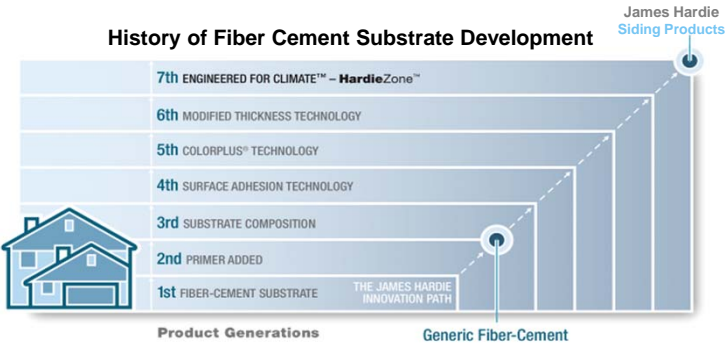 James Hardie
Siding Products
History of Fiber Cement Substrate Development
7th ENGINEERED FOR CLIMATE™ – HardieZone™
6th MODIFIED THICKNESS TECHNOLOGY
5th COLORPLUS® TECHNOLOGY
4th SURFACE ADHESION TECHNOLOGY
3rd SUBSTRATE COMPOSITION
2nd PRIMER ADDED
1st FIBER-CEMENT SUBSTRATE
THE JAMES HARDIE
INNOVATION PATH
Product Generations
Generic Fiber-Cement